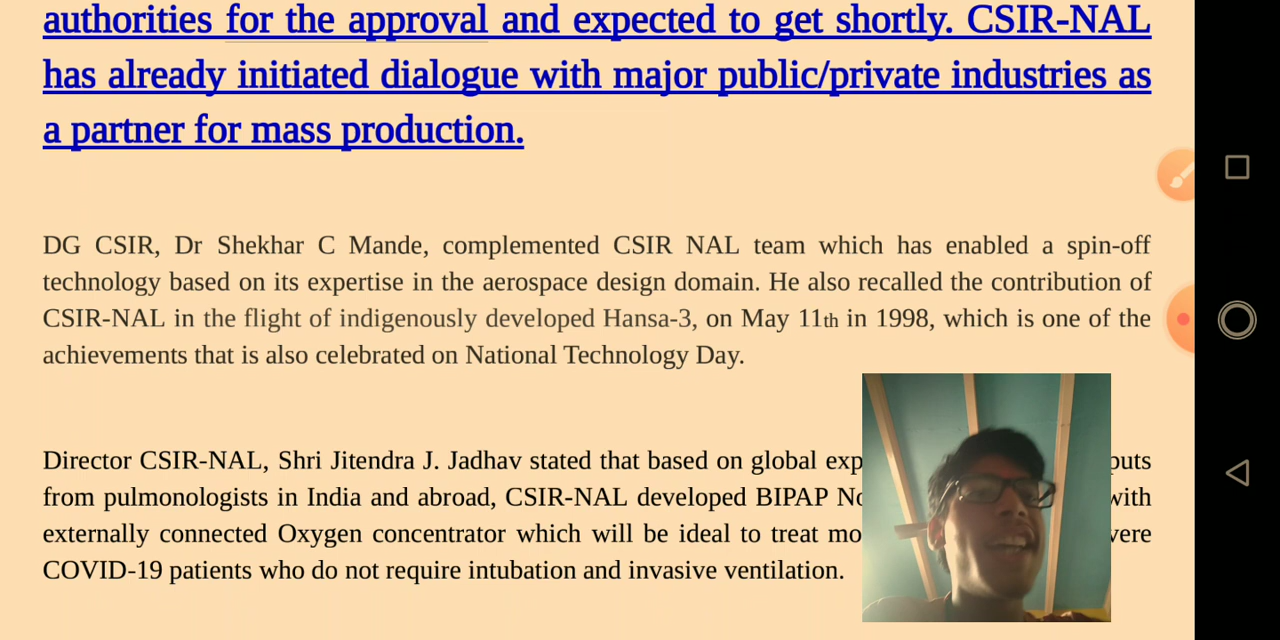 authorities for the approval and expected to get shortly. CSIR-NAL
has already initiated dialogue with major public/private industries as
a partner for mass production.
DG CSIR, Dr Shekhar C Mande, complemented CSIR NAL team which has enabled a spin-off
technology based on its expertise in the aerospace design domain. He also recalled the contribution of
CSIR-NAL in the flight of indigenously developed Hansa-3, on May 11th in 1998, which is one of the
achievements that is also celebrated on National Technology Day.
Director CSIR-NAL, Shri Jitendra J. Jadhav stated that based on global
from pulmonologists in India and abroad, CSIR-NAL developed BIPAP with
externally connected Oxygen concentrator which will be ideal to treat
COVID-19 patients who do not require intubation and invasive ventilation.